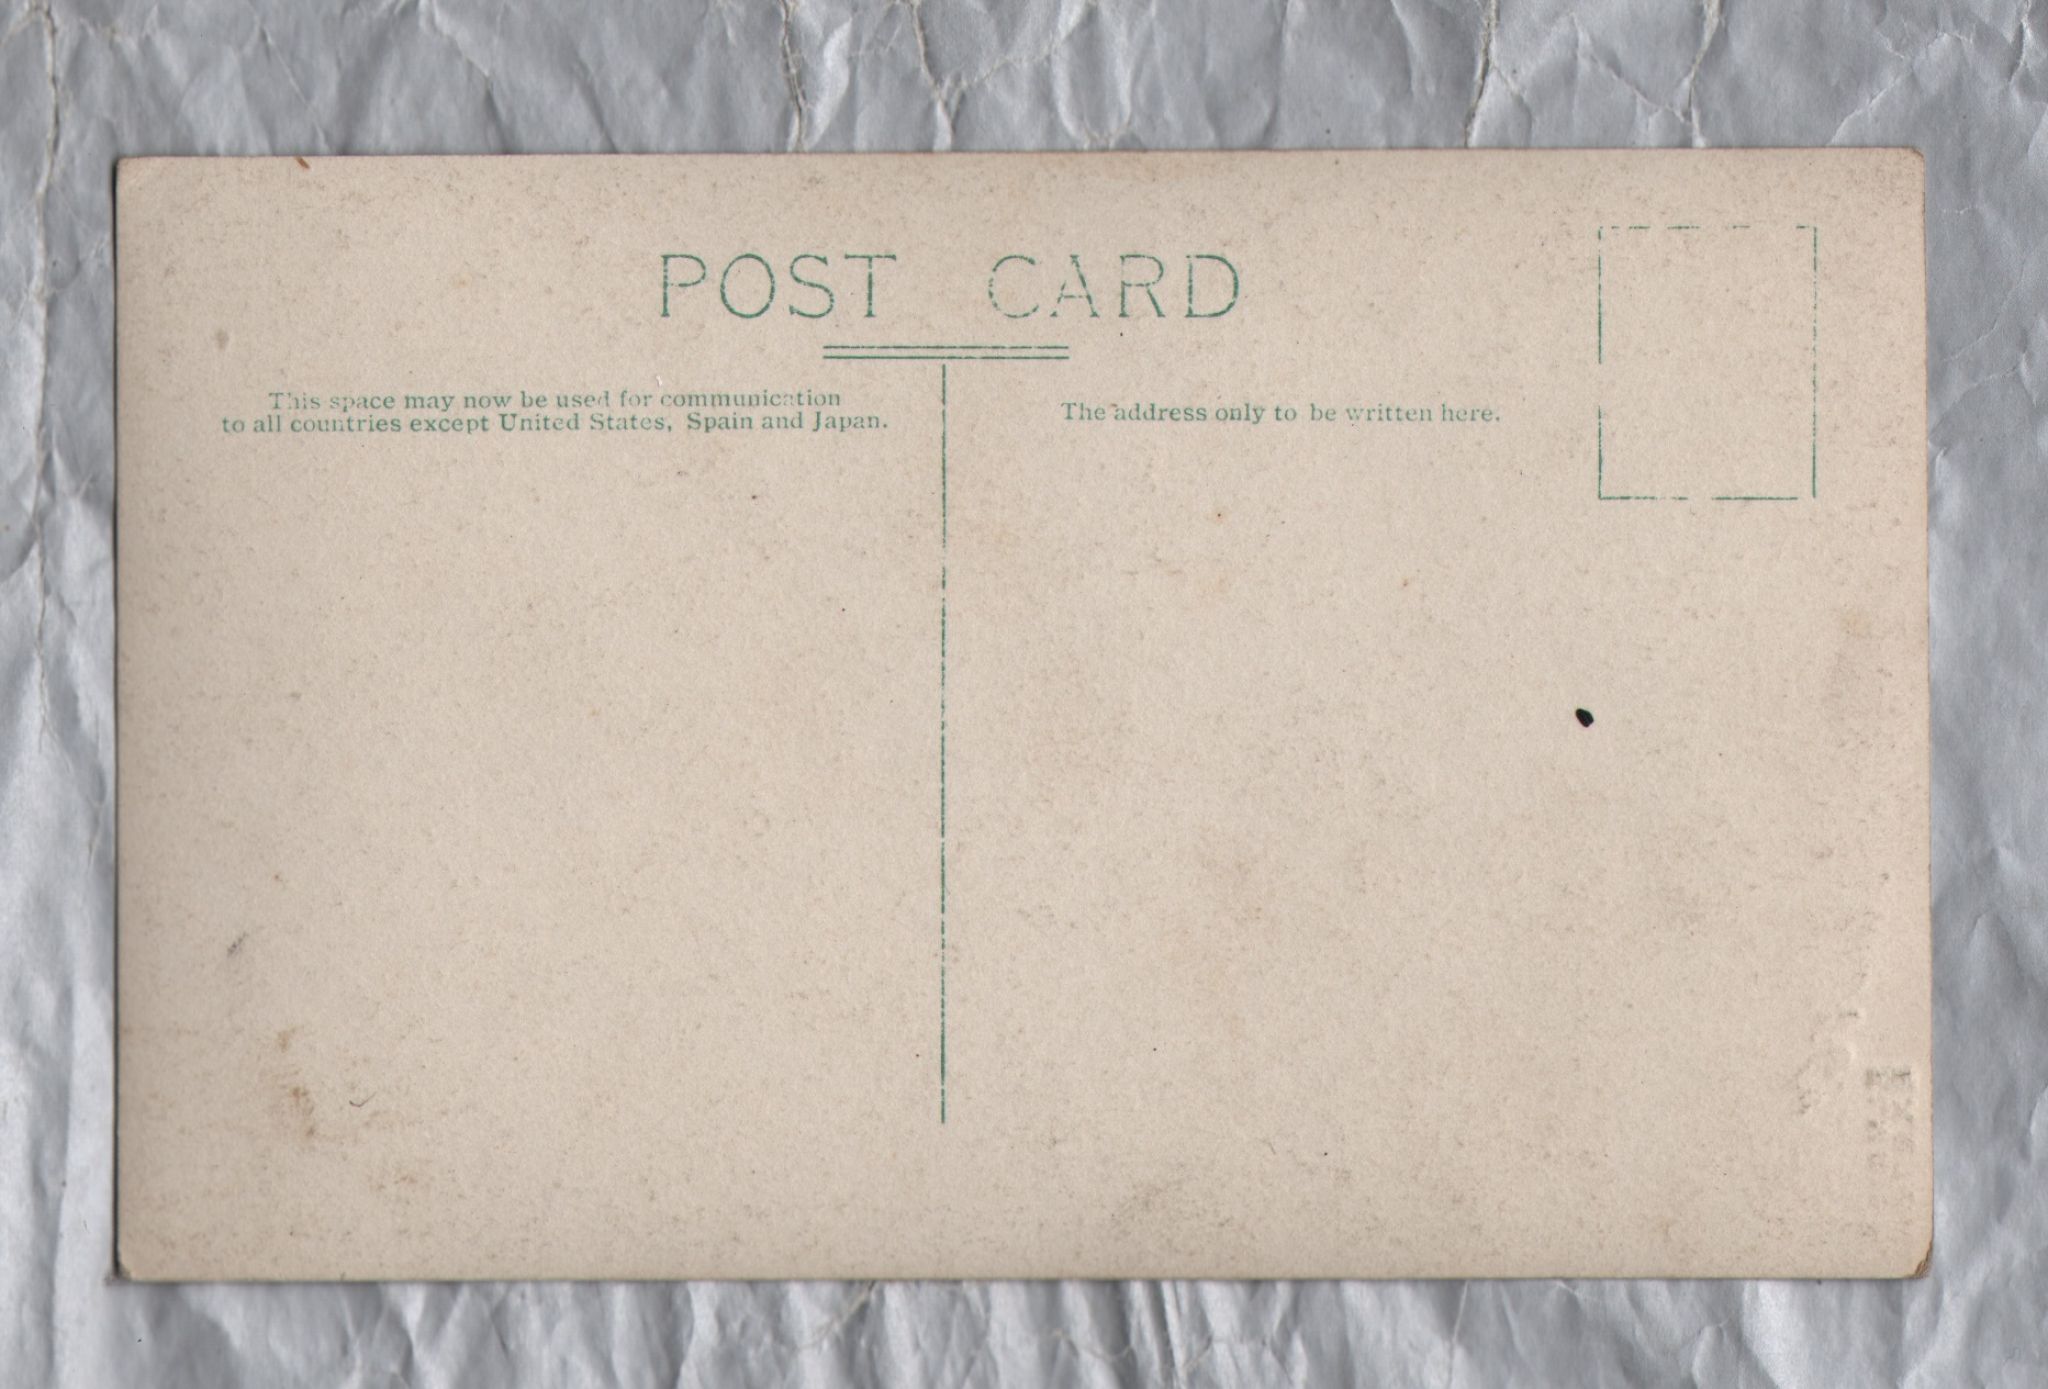 POST CARD
This space may now be used for communication
to all countries except United States, Spain and Japan.
The address only to be written here.